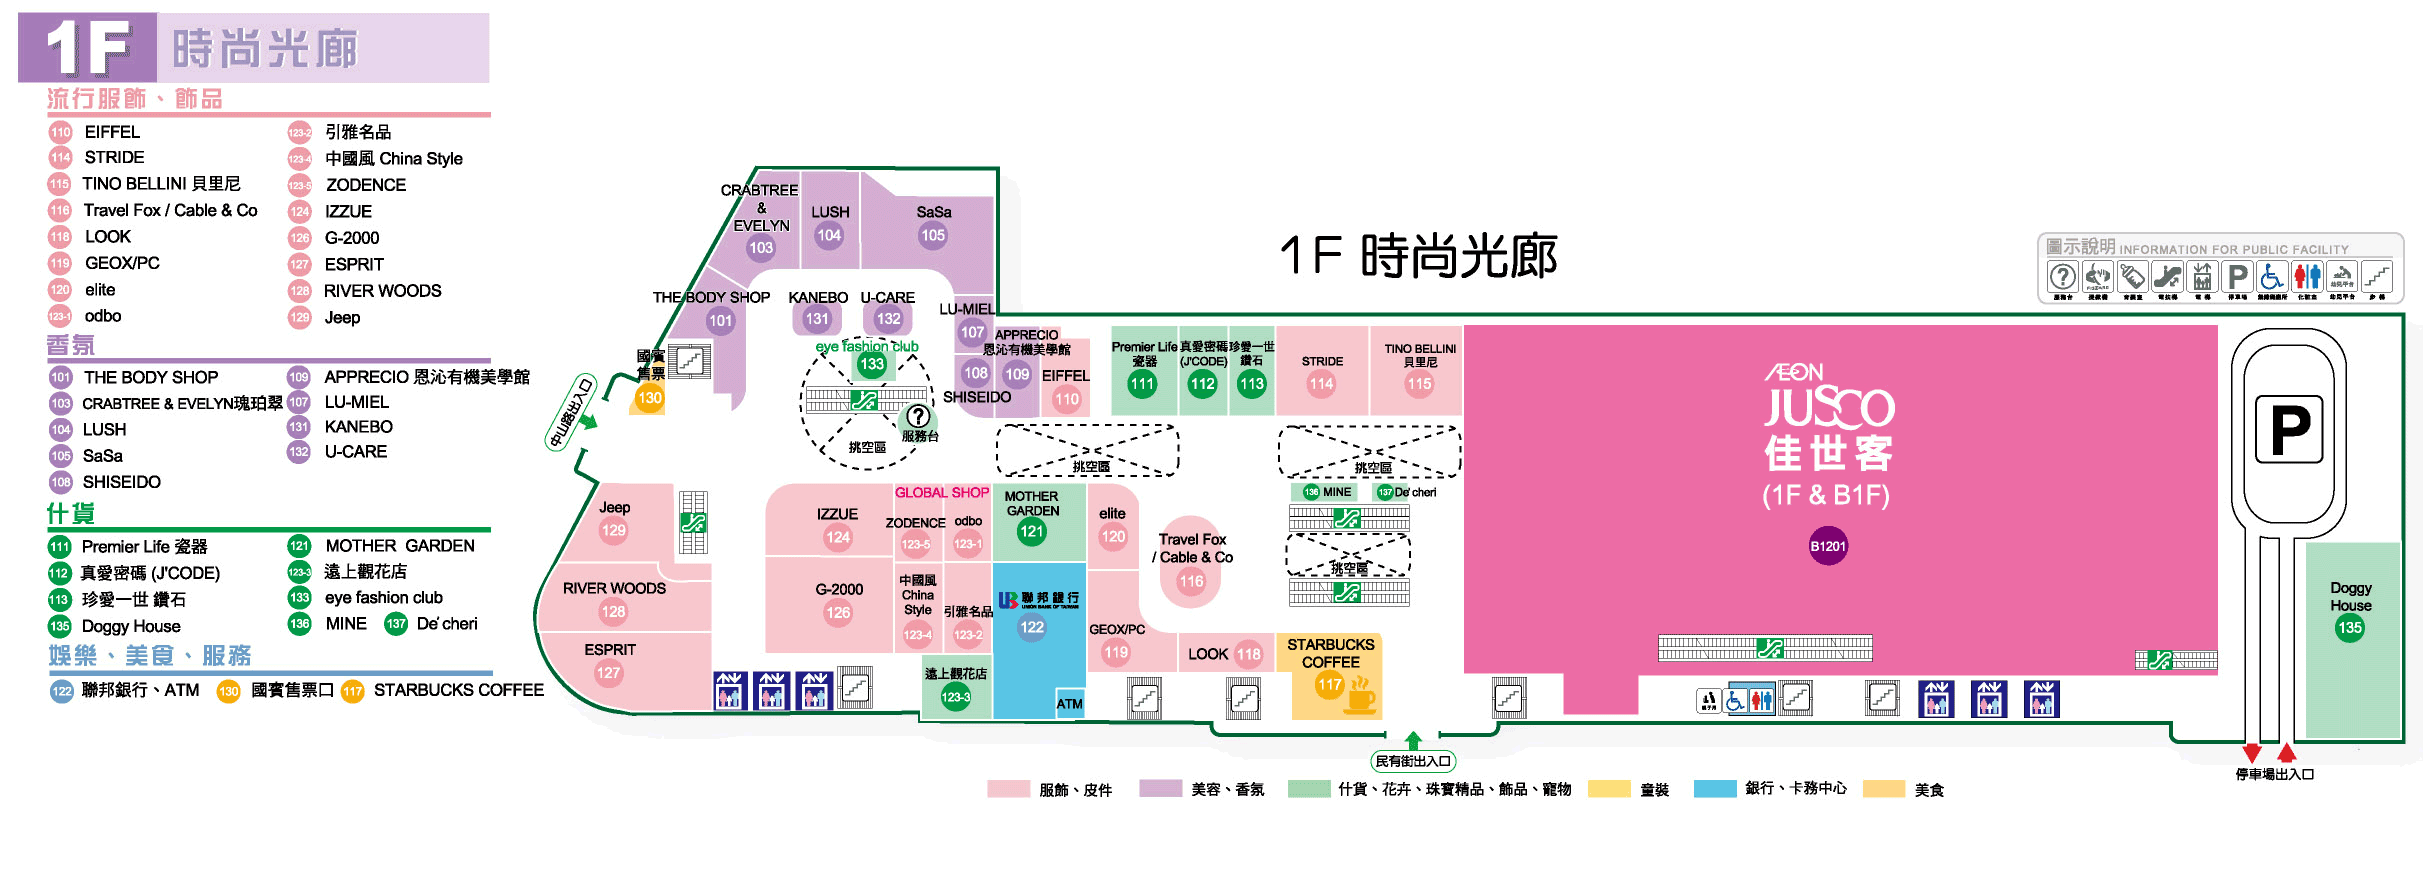 1F 時尚光廊
流行服飾、飾品
110 EIFFEL
114 STRIDE
115 TINO BELLINI 貝里尼
116 Travel Fox / Cable & Co
118 LOOK
119 GEOX/PC
120 elite
123-1 odbo
123-2 引雅名品
123-4 中國風 China Style
123-5 ZODENCE
124 IZZUE
126 G-2000
127 ESPRIT
128 RIVER WOODS
129 Jeep
香氛
101 THE BODY SHOP
103 CRABTREE & EVELYN瑰珀翠
104 LUSH
105 SaSa
108 SHISEIDO
109 APPRECIO 恩沁有機美學館
107 LU-MIEL
131 KANEBO
132 U-CARE
什貨
111 Premier Life 瓷器
112 真愛密碼 (J'CODE)
113 珍愛一世 鑽石
135 Doggy House
121 MOTHER GARDEN
123-3 遠上觀花店
133 eye fashion club
136 MINE 137 De' cheri
娛樂、美食、服務
122 聯邦銀行、ATM 130 國賓售票口 117 STARBUCKS COFFEE
1F 時尚光廊
圖示說明 INFORMATION FOR PUBLIC FACILITY
服務台
電扶梯
電梯
停車場
化妝室
步梯
CRABTREE
&
EVELYN
103
LUSH
104
SaSa
105
THE BODY SHOP
101
KANEBO
131
U-CARE
132
LU-MIEL
107
APPRECIO
恩沁有機美學館
109
108
SHISEIDO
EIFFEL
110
eye fashion club
133
服務台
挑空區
國賓
售票
130
中山路出入口
Premier Life
瓷器
111
真愛密碼
(J'CODE)
112
珍愛一世
鑽石
113
STRIDE
114
TINO BELLINI
貝里尼
115
挑空區
挑空區
136 MINE
137 De' cheri
挑空區
ÆON
JUSCO
佳世客
(1F & B1F)
B1201
P
Doggy
House
135
停車場出入口
Jeep
129
RIVER WOODS
128
ESPRIT
127
IZZUE
124
G-2000
126
GLOBAL SHOP
ZODENCE
123-5
odbo
123-1
中國風
China
Style
123-4
引雅名品
123-2
遠上觀花店
123-3
MOTHER
GARDEN
121
聯邦銀行
UNION BANK OF TAIWAN
122
ATM
elite
120
GEOX/PC
119
Travel Fox
/ Cable & Co
116
LOOK 118
STARBUCKS
COFFEE
117
民有街出入口
服飾、皮件
美容、香氛
什貨、花卉、珠寶精品、飾品、寵物
童裝
銀行、卡務中心
美食